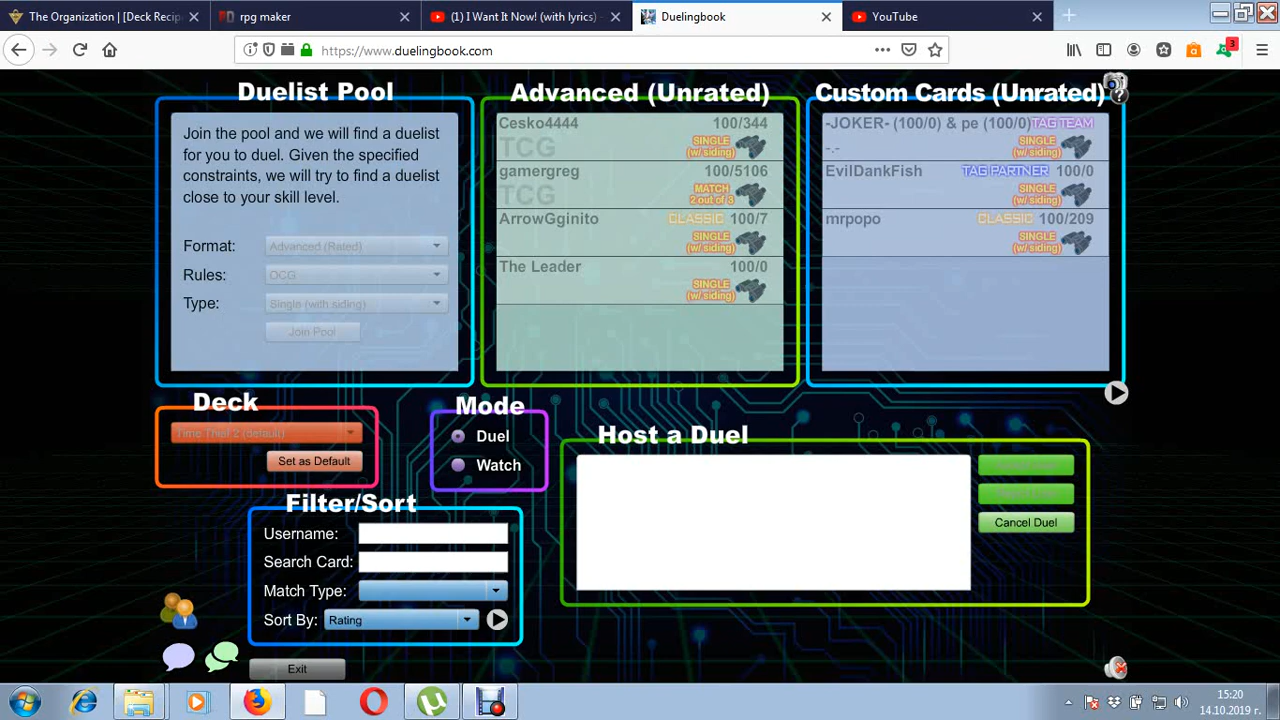 The Organization | [Deck Recip
rpg maker
(1) I Want It Now! (with lyrics) -
Duelingbook
YouTube
https://www.duelingbook.com
3
Duelist Pool
Join the pool and we will find a duelist
for you to duel. Given the specified
constraints, we will try to find a duelist
close to your skill level.
Format: Advanced (Rated)
Rules: OCG
Type: Single (with siding)
Join Pool
Advanced (Unrated)
Cesko4444 100/344
TCG SINGLE
(w/ siding)
gamergreg 100/5106
TCG MATCH
2 out of 3
ArrowGginito CLASSIC 100/7
SINGLE
(w/ siding)
The Leader 100/0
SINGLE
(w/ siding)
Custom Cards (Unrated)
-JOKER- (100/0) & pe (100/0) TAG TEAM
-.- SINGLE
(w/ siding)
EvilDankFish TAG PARTNER 100/0
SINGLE
(w/ siding)
mrpopo CLASSIC 100/209
SINGLE
(w/ siding)
?
Deck
Time Thief 2 (default)
Set as Default
Mode
Duel
Watch
Host a Duel
Cancel Duel
Filter/Sort
Username:
Search Card:
Match Type:
Sort By: Rating
Exit
15:20
14.10.2019 г.